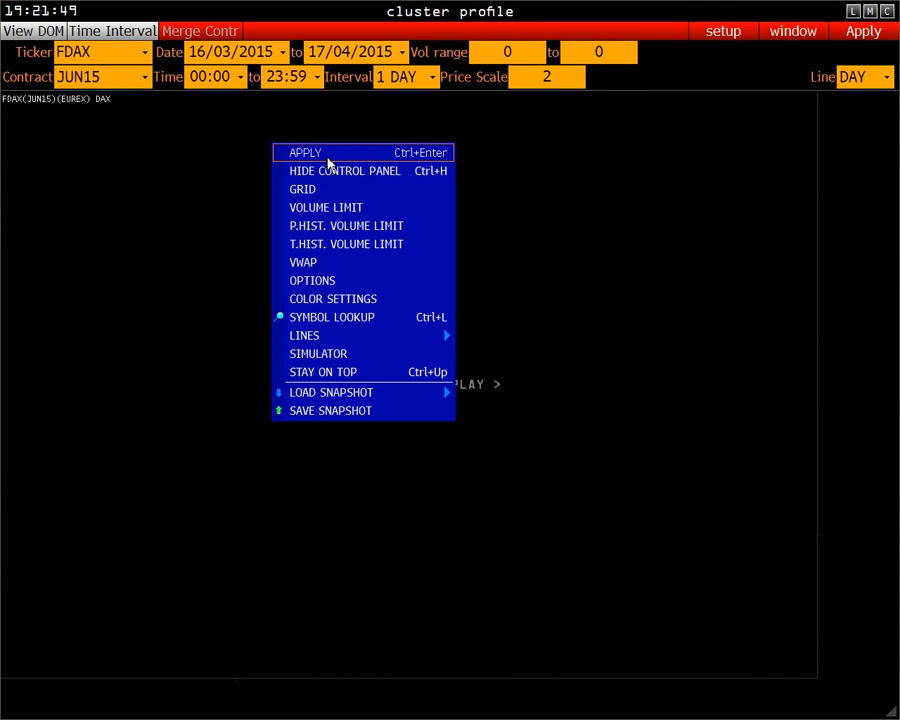 19:21:49 cluster profile L M C
View DOM Time Interval Merge Contr setup window Apply
Ticker FDAX Date 16/03/2015 to 17/04/2015 Vol range 0 to 0
Contract JUN15 Time 00:00 to 23:59 Interval 1 DAY Price Scale 2 Line DAY
FDAX(JUN15)(EUREX) DAX
APPLY Ctrl+Enter
HIDE CONTROL PANEL Ctrl+H
GRID
VOLUME LIMIT
P.HIST. VOLUME LIMIT
T.HIST. VOLUME LIMIT
VWAP
OPTIONS
COLOR SETTINGS
SYMBOL LOOKUP Ctrl+L
LINES
SIMULATOR
STAY ON TOP Ctrl+Up
PLAY >
LOAD SNAPSHOT
SAVE SNAPSHOT